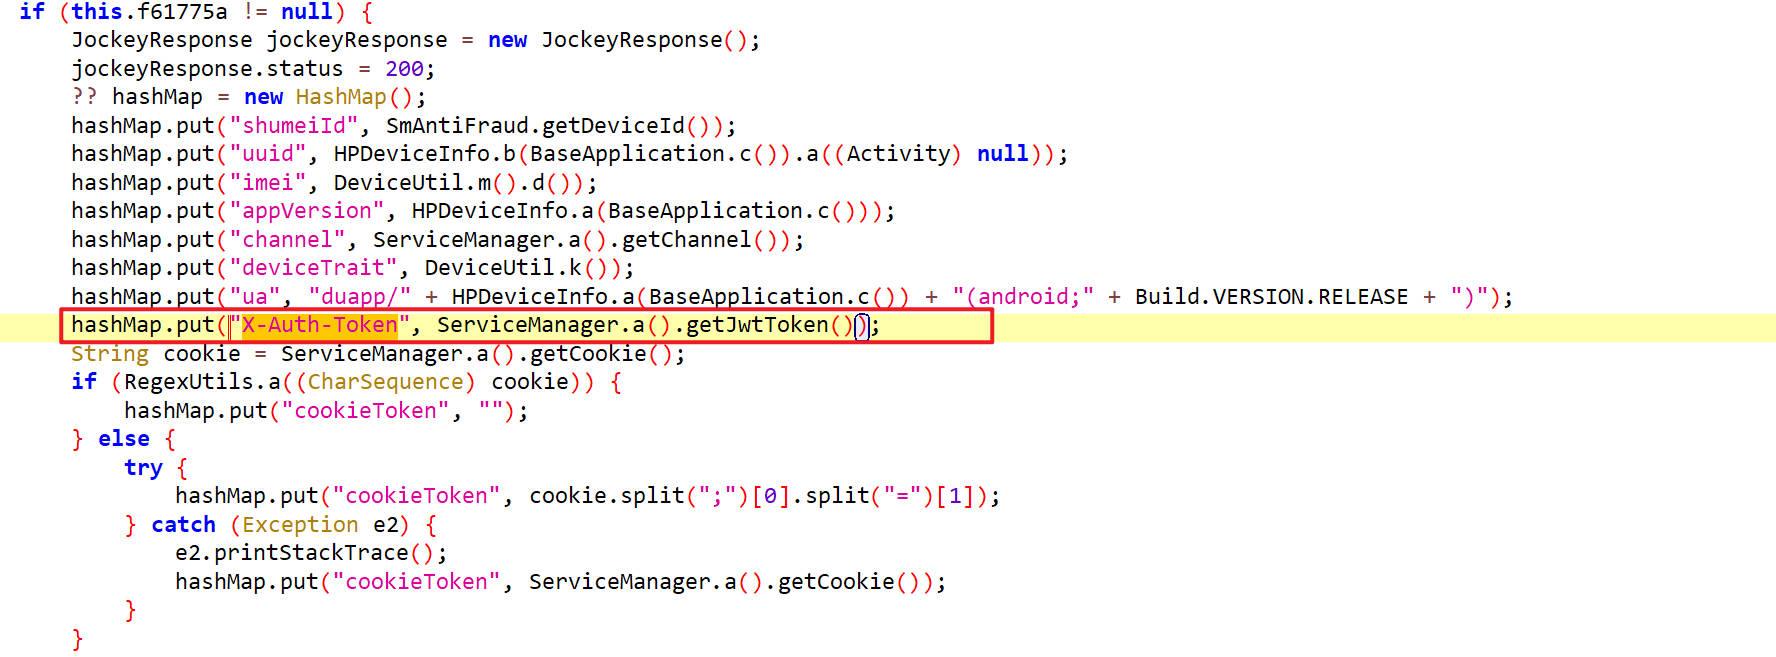 if (this.f61775a != null) {
JockeyResponse jockeyResponse = new JockeyResponse();
jockeyResponse.status = 200;
?? hashMap = new HashMap();
hashMap.put("shumeiId", SmAntiFraud.getDeviceId());
hashMap.put("uuid", HPDeviceInfo.b(BaseApplication.c()).a((Activity) null));
hashMap.put("imei", DeviceUtil.m().d());
hashMap.put("appVersion", HPDeviceInfo.a(BaseApplication.c()));
hashMap.put("channel", ServiceManager.a().getChannel());
hashMap.put("deviceTrait", DeviceUtil.k());
hashMap.put("ua", "duapp/" + HPDeviceInfo.a(BaseApplication.c()) + "(android;" + Build.VERSION.RELEASE + ")");
hashMap.put("X-Auth-Token", ServiceManager.a().getJwtToken());
String cookie = ServiceManager.a().getCookie();
if (RegexUtils.a((CharSequence) cookie)) {
hashMap.put("cookieToken", "");
} else {
try {
hashMap.put("cookieToken", cookie.split(";")[0].split("=")[1]);
} catch (Exception e2) {
e2.printStackTrace();
hashMap.put("cookieToken", ServiceManager.a().getCookie());
}
}